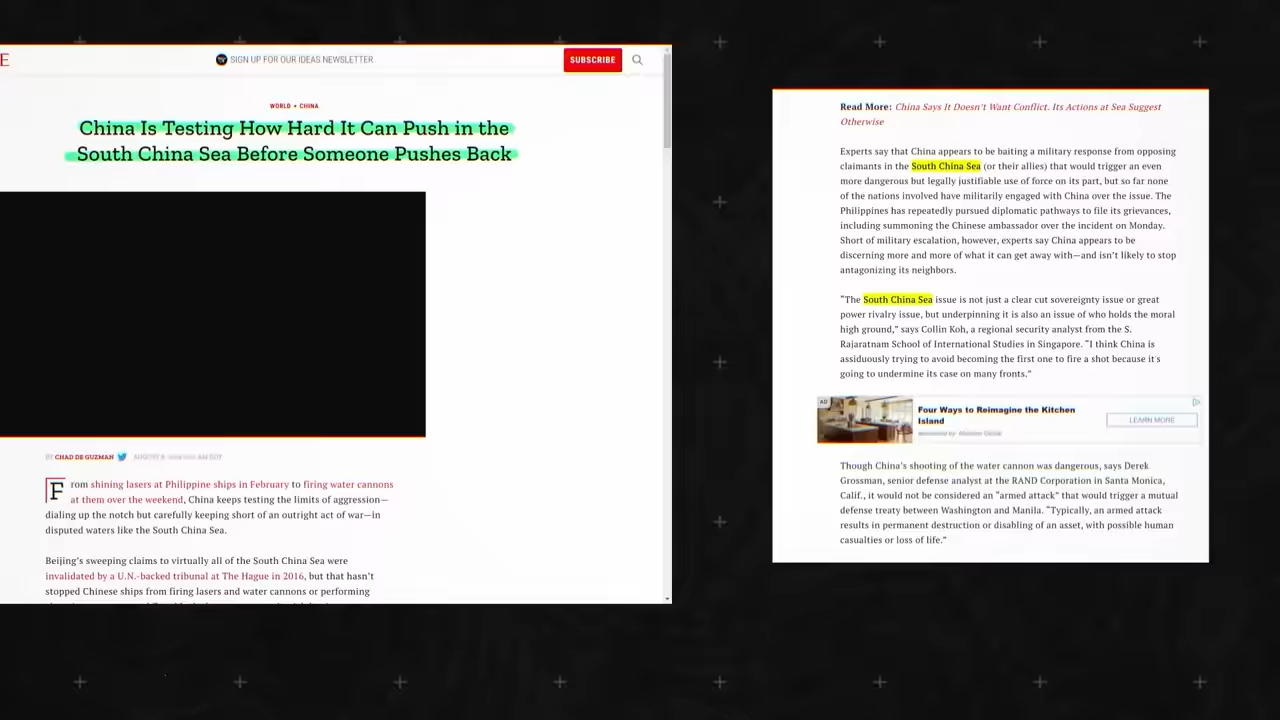 E
SIGN UP FOR OUR IDEAS NEWSLETTER
SUBSCRIBE
WORLD • CHINA
China Is Testing How Hard It Can Push in the
South China Sea Before Someone Pushes Back
BY CHAD DE GUZMAN
From shining lasers at Philippine ships in February to firing water cannons
at them over the weekend, China keeps testing the limits of aggression—
dialing up the notch but carefully keeping short of an outright act of war—in
disputed waters like the South China Sea.
Beijing's sweeping claims to virtually all of the South China Sea were
invalidated by a U.N.-backed tribunal at The Hague in 2016, but that hasn't
stopped Chinese ships from firing lasers and water cannons or performing
Read More: China Says It Doesn't Want Conflict. Its Actions at Sea Suggest
Otherwise
Experts say that China appears to be baiting a military response from opposing
claimants in the South China Sea (or their allies) that would trigger an even
more dangerous but legally justifiable use of force on its part, but so far none
of the nations involved have militarily engaged with China over the issue. The
Philippines has repeatedly pursued diplomatic pathways to file its grievances,
including summoning the Chinese ambassador over the incident on Monday.
Short of military escalation, however, experts say China appears to be
discerning more and more of what it can get away with—and isn't likely to stop
antagonizing its neighbors.
“The South China Sea issue is not just a clear cut sovereignty issue or great
power rivalry issue, but underpinning it is also an issue of who holds the moral
high ground,” says Collin Koh, a regional security analyst from the S.
Rajaratnam School of International Studies in Singapore. “I think China is
assiduously trying to avoid becoming the first one to fire a shot because it's
going to undermine its case on many fronts.”
AD
Four Ways to Reimagine the Kitchen
Island
LEARN MORE
Though China's shooting of the water cannon was dangerous, says Derek
Grossman, senior defense analyst at the RAND Corporation in Santa Monica,
Calif., it would not be considered an “armed attack” that would trigger a mutual
defense treaty between Washington and Manila. “Typically, an armed attack
results in permanent destruction or disabling of an asset, with possible human
casualties or loss of life.”